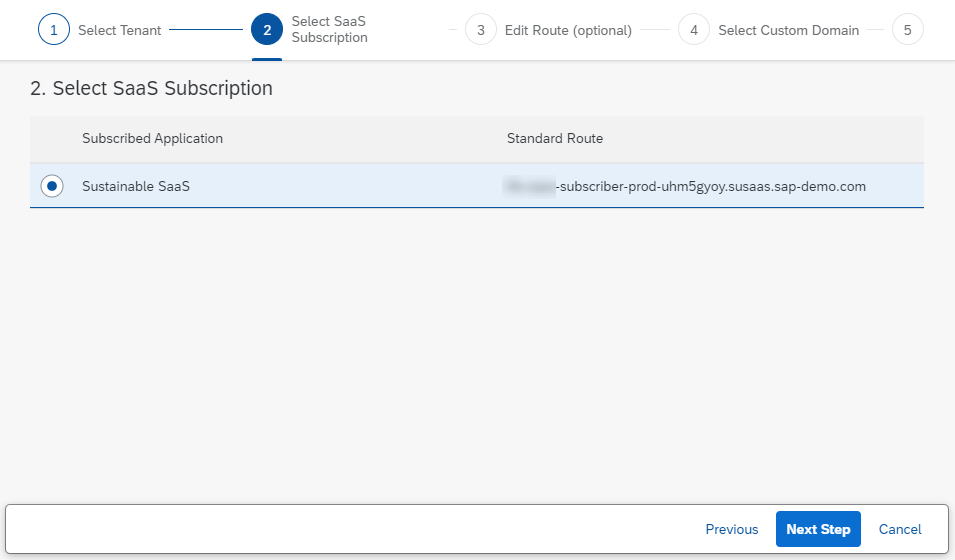 1 Select Tenant
2 Select SaaS
Subscription
3 Edit Route (optional)
4 Select Custom Domain
5
2. Select SaaS Subscription
Subscribed Application Standard Route
Sustainable SaaS -subscriber-prod-uhm5gyoy.susaas.sap-demo.com
Previous Next Step Cancel